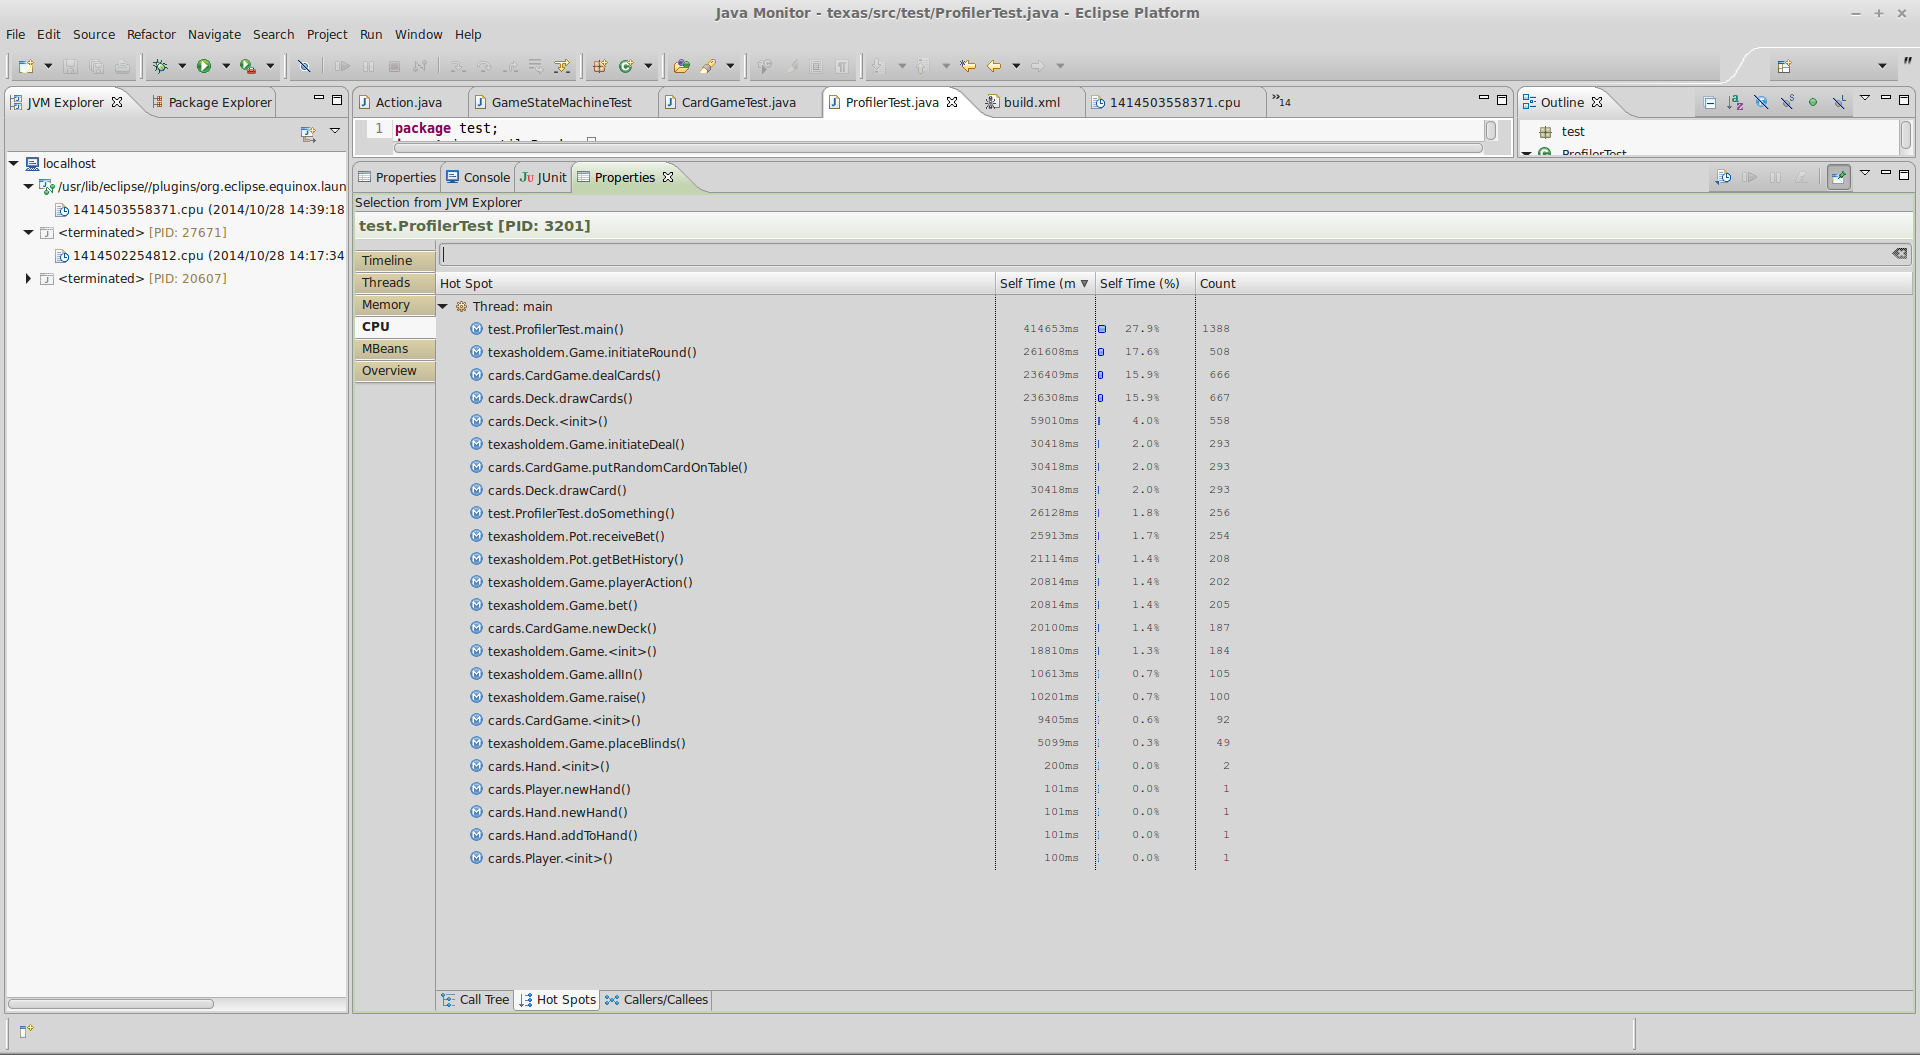 Java Monitor - texas/src/test/ProfilerTest.java - Eclipse Platform
File Edit Source Refactor Navigate Search Project Run Window Help
JVM Explorer Package Explorer
Action.java GameStateMachineTest CardGameTest.java ProfilerTest.java build.xml 1414503558371.cpu »14
Outline
1 package test;
test
ProfilerTest
localhost
/usr/lib/eclipse//plugins/org.eclipse.equinox.laun
1414503558371.cpu (2014/10/28 14:39:18
<terminated> [PID: 27671]
1414502254812.cpu (2014/10/28 14:17:34
<terminated> [PID: 20607]
Properties Console JUnit Properties
Selection from JVM Explorer
test.ProfilerTest [PID: 3201]
Timeline
Threads
Memory
CPU
MBeans
Overview
Hot Spot Self Time (m Self Time (%) Count
Thread: main
test.ProfilerTest.main() 414653ms 27.9% 1388
texasholdem.Game.initiateRound() 261608ms 17.6% 508
cards.CardGame.dealCards() 236409ms 15.9% 666
cards.Deck.drawCards() 236308ms 15.9% 667
cards.Deck.<init>() 59010ms 4.0% 558
texasholdem.Game.initiateDeal() 30418ms 2.0% 293
cards.CardGame.putRandomCardOnTable() 30418ms 2.0% 293
cards.Deck.drawCard() 30418ms 2.0% 293
test.ProfilerTest.doSomething() 26128ms 1.8% 256
texasholdem.Pot.receiveBet() 25913ms 1.7% 254
texasholdem.Pot.getBetHistory() 21114ms 1.4% 208
texasholdem.Game.playerAction() 20814ms 1.4% 202
texasholdem.Game.bet() 20814ms 1.4% 205
cards.CardGame.newDeck() 20100ms 1.4% 187
texasholdem.Game.<init>() 18810ms 1.3% 184
texasholdem.Game.allIn() 10613ms 0.7% 105
texasholdem.Game.raise() 10201ms 0.7% 100
cards.CardGame.<init>() 9405ms 0.6% 92
texasholdem.Game.placeBlinds() 5099ms 0.3% 49
cards.Hand.<init>() 200ms 0.0% 2
cards.Player.newHand() 101ms 0.0% 1
cards.Hand.newHand() 101ms 0.0% 1
cards.Hand.addToHand() 101ms 0.0% 1
cards.Player.<init>() 100ms 0.0% 1
Call Tree Hot Spots Callers/Callees